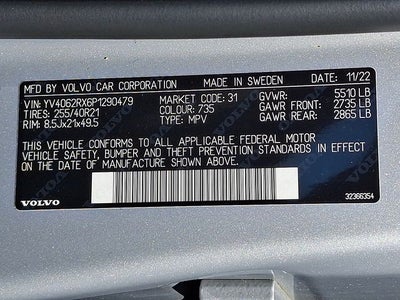 MFD BY VOLVO CAR CORPORATION MADE IN SWEDEN DATE: 11/22
VIN: YV4062RX6P1290479 MARKET CODE: 31 GVWR: 5510 LB
TIRES: 255/40R21 COLOUR: 735 GAWR FRONT: 2735 LB
RIM: 8.5Jx21x49.5 TYPE: MPV GAWR REAR: 2865 LB
THIS VEHICLE CONFORMS TO ALL APPLICABLE FEDERAL MOTOR
VEHICLE SAFETY, BUMPER AND THEFT PREVENTION STANDARDS IN EFFECT
ON THE DATE OF MANUFACTURE SHOWN ABOVE.
VOLVO 32366354